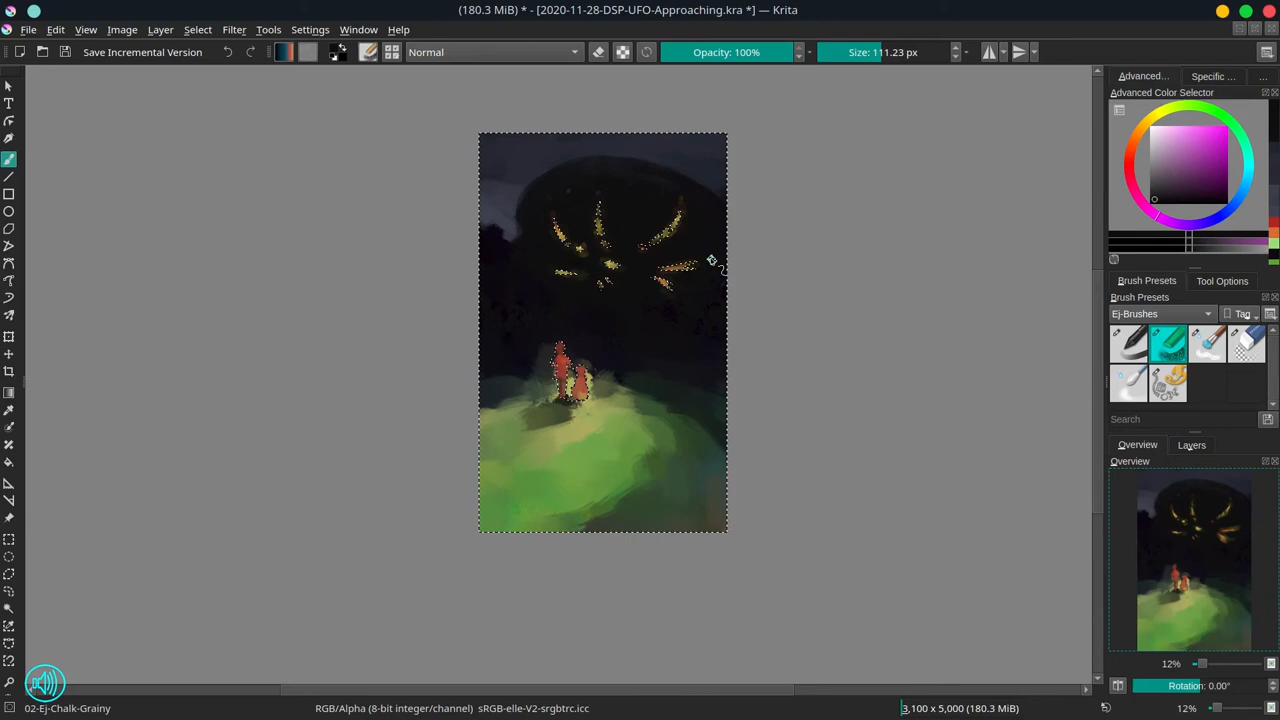 (180.3 MiB) * - [2020-11-28-DSP-UFO-Approaching.kra *] — Krita
File Edit View Image Layer Select Filter Tools Settings Window Help
Save Incremental Version Normal Opacity: 100% Size: 111.23 px
Advanced... Specific ... ...
Advanced Color Selector
Brush Presets Tool Options
Brush Presets
Ej-Brushes Tag
Search
Overview Layers
Overview
12%
Rotation: 0.00°
02-Ej-Chalk-Grainy RGB/Alpha (8-bit integer/channel) sRGB-elle-V2-srgbtrc.icc 3,100 x 5,000 (180.3 MiB) 12%